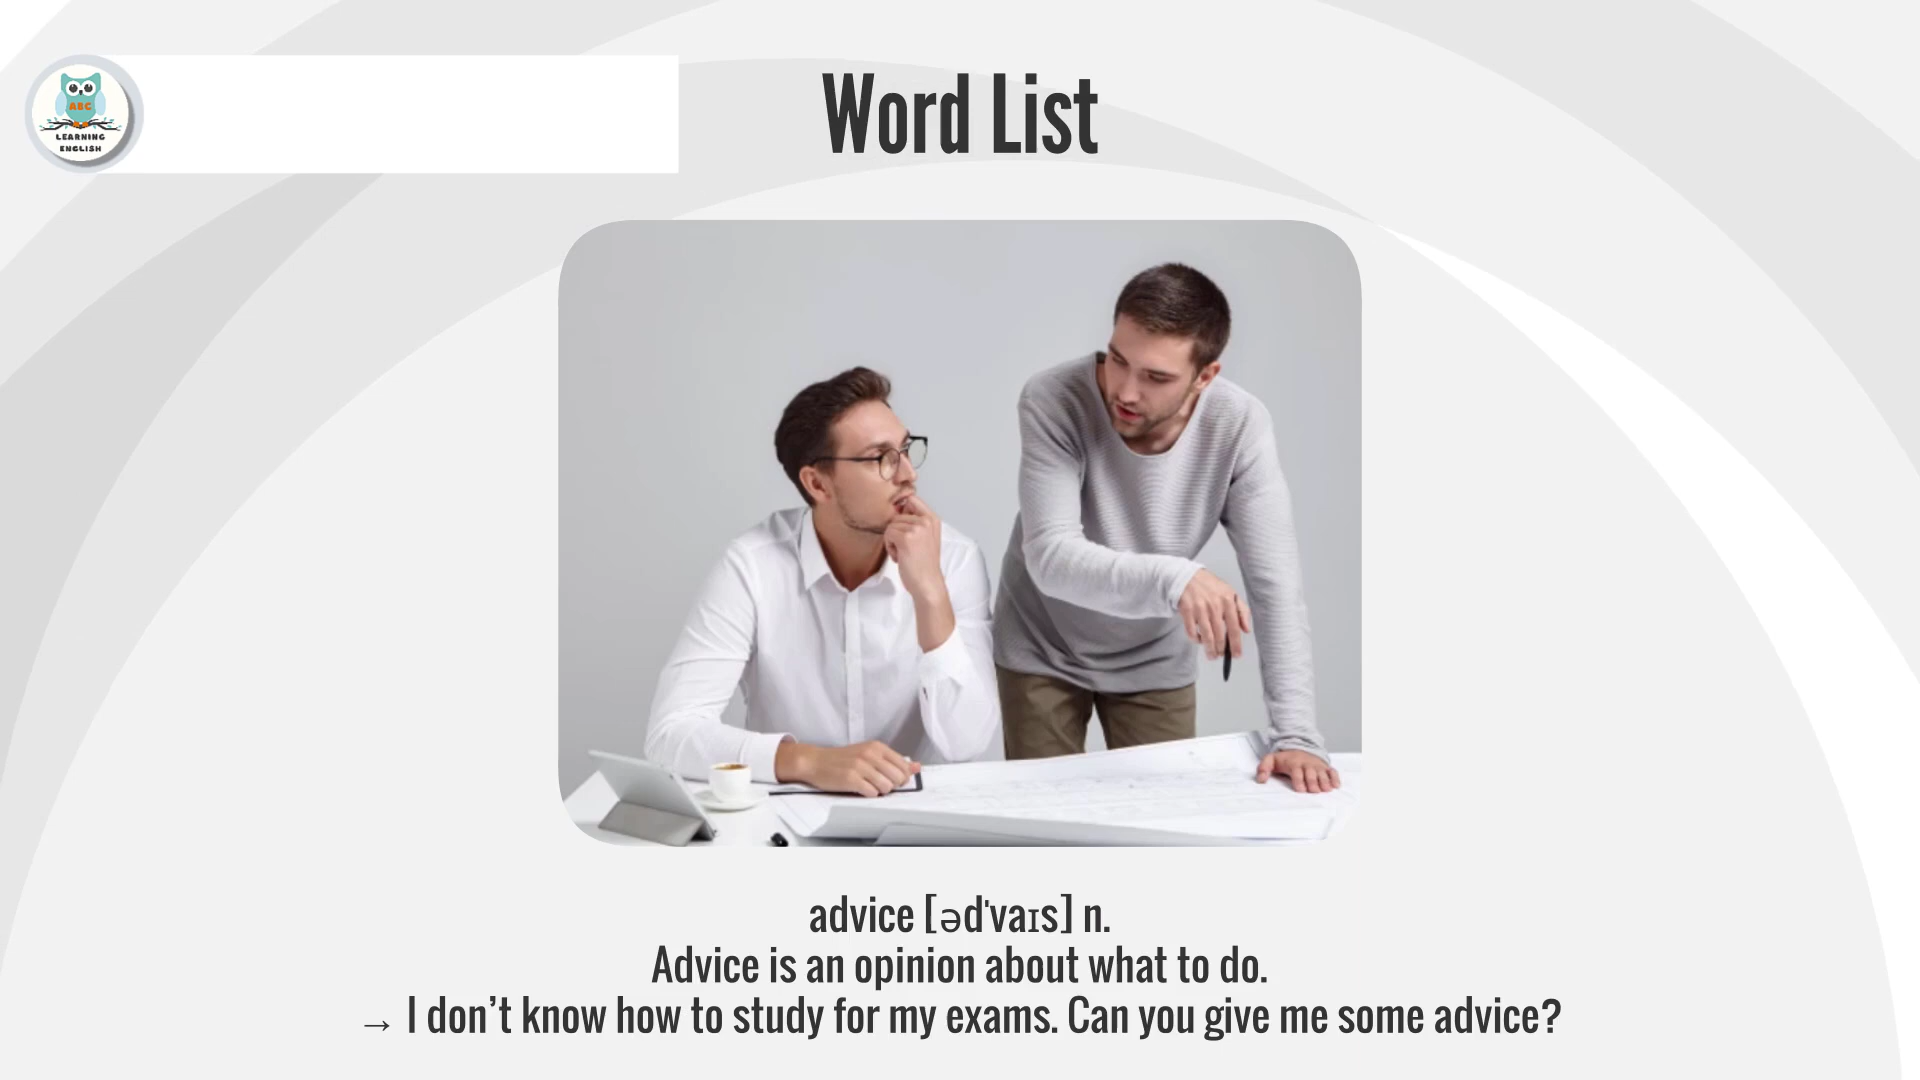 ABC
LEARNING
ENGLISH
Word List
advice [ədˈvaɪs] n.
Advice is an opinion about what to do.
→ I don’t know how to study for my exams. Can you give me some advice?